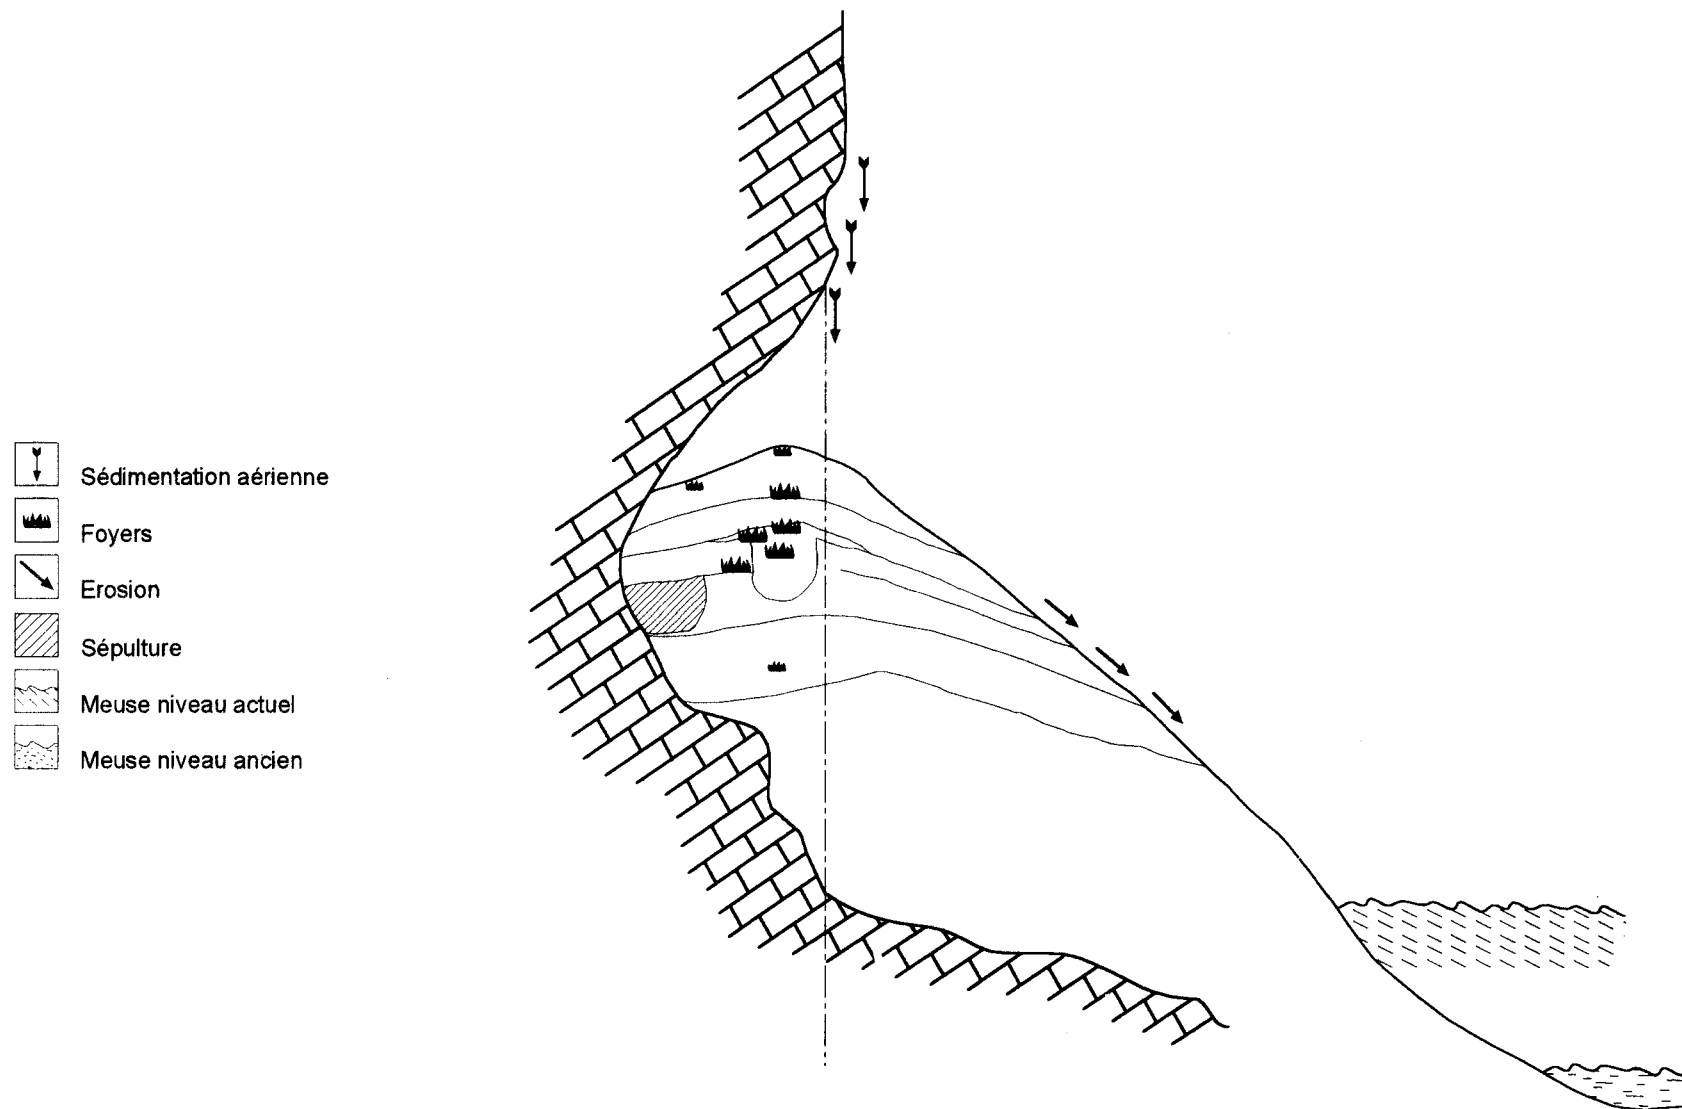 Sédimentation aérienne
Foyers
Erosion
Sépulture
Meuse niveau actuel
Meuse niveau ancien